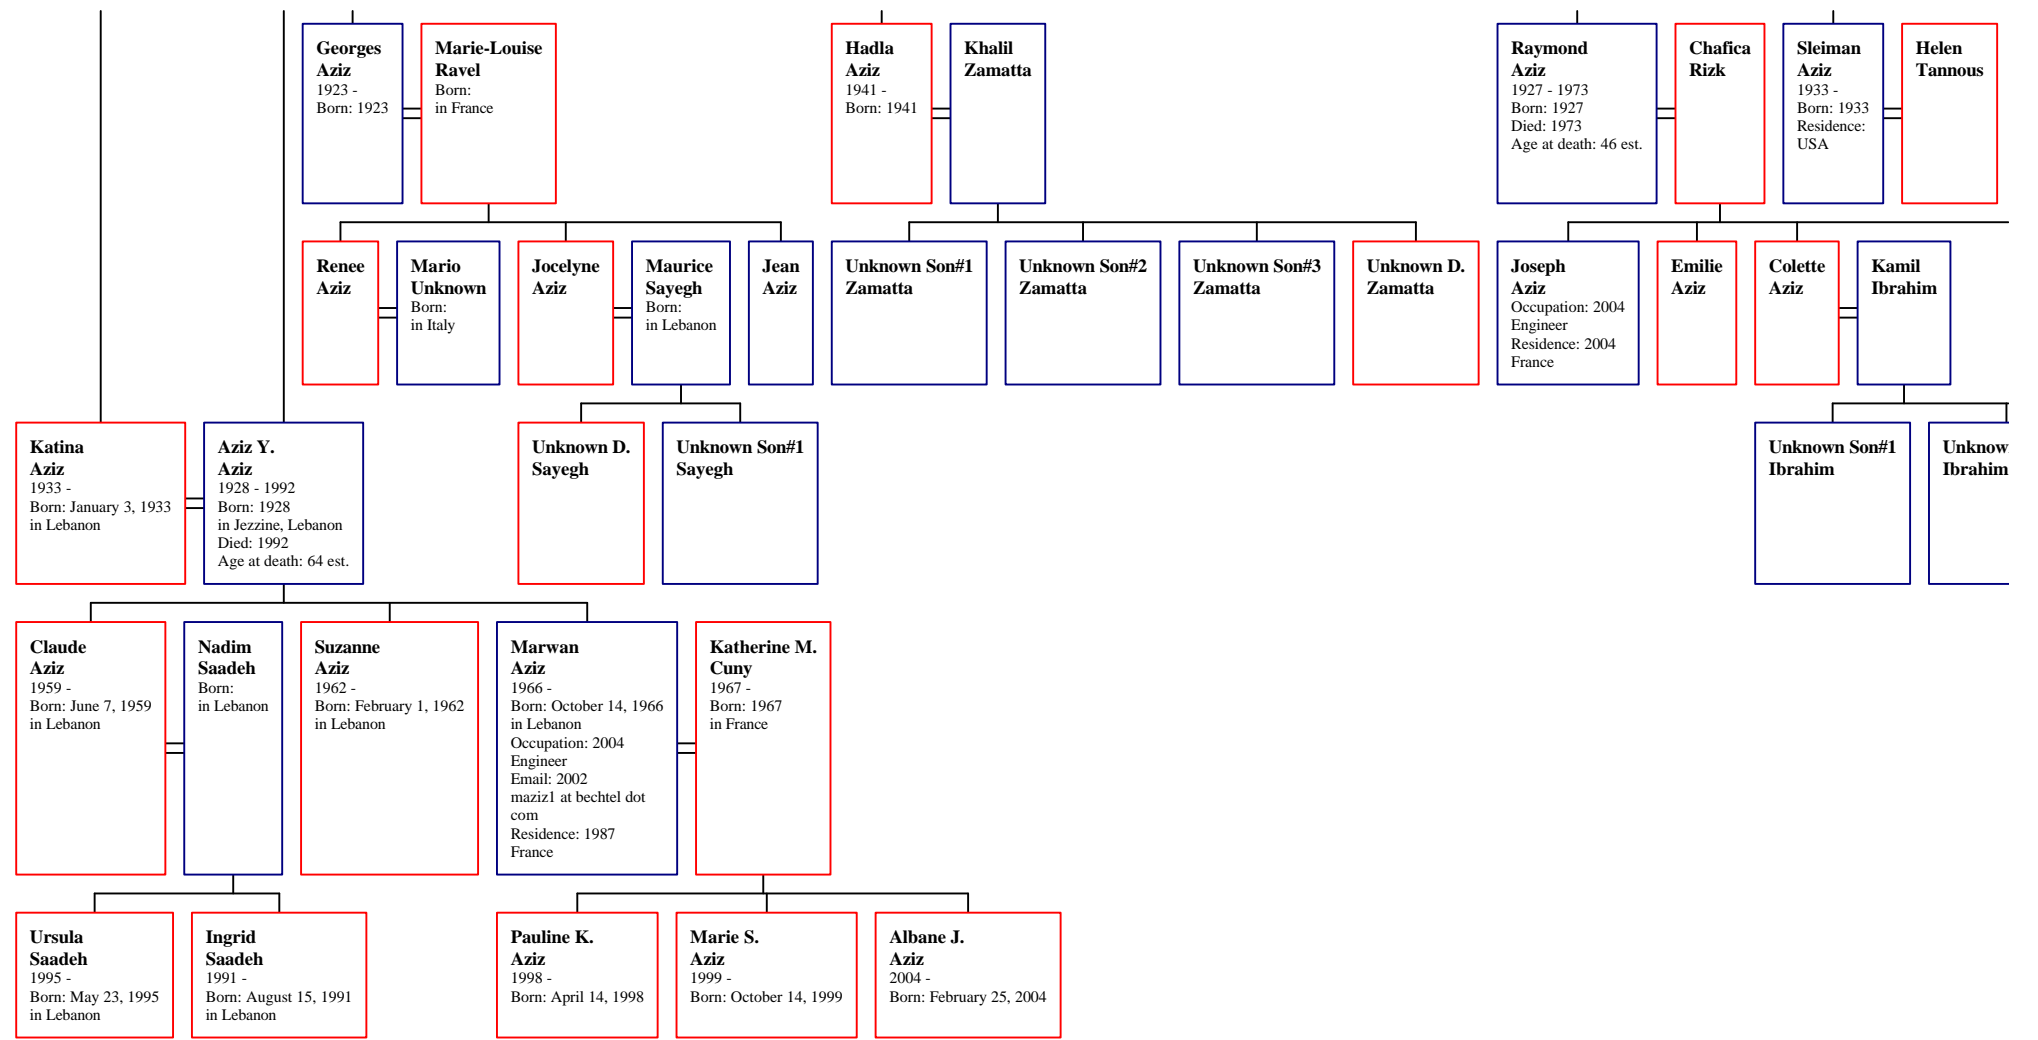 Georges
Aziz
1923 -
Born: 1923
Marie-Louise
Ravel
Born:
in France
Hadla
Aziz
1941 -
Born: 1941
Khalil
Zamatta
Raymond
Aziz
1927 - 1973
Born: 1927
Died: 1973
Age at death: 46 est.
Chafica
Rizk
Sleiman
Aziz
1933 -
Born: 1933
Residence:
USA
Helen
Tannous
Renee
Aziz
Mario
Unknown
Born:
in Italy
Jocelyne
Aziz
Maurice
Sayegh
Born:
in Lebanon
Jean
Aziz
Unknown Son#1
Zamatta
Unknown Son#2
Zamatta
Unknown Son#3
Zamatta
Unknown D.
Zamatta
Joseph
Aziz
Occupation: 2004
Engineer
Residence: 2004
France
Emilie
Aziz
Colette
Aziz
Kamil
Ibrahim
Katina
Aziz
1933 -
Born: January 3, 1933
in Lebanon
Aziz Y.
Aziz
1928 - 1992
Born: 1928
in Jezzine, Lebanon
Died: 1992
Age at death: 64 est.
Unknown D.
Sayegh
Unknown Son#1
Sayegh
Unknown Son#1
Ibrahim
Unknow
Ibrahim
Claude
Aziz
1959 -
Born: June 7, 1959
in Lebanon
Nadim
Saadeh
Born:
in Lebanon
Suzanne
Aziz
1962 -
Born: February 1, 1962
in Lebanon
Marwan
Aziz
1966 -
Born: October 14, 1966
in Lebanon
Occupation: 2004
Engineer
Email: 2002
maziz1 at bechtel dot
com
Residence: 1987
France
Katherine M.
Cuny
1967 -
Born: 1967
in France
Ursula
Saadeh
1995 -
Born: May 23, 1995
in Lebanon
Ingrid
Saadeh
1991 -
Born: August 15, 1991
in Lebanon
Pauline K.
Aziz
1998 -
Born: April 14, 1998
Marie S.
Aziz
1999 -
Born: October 14, 1999
Albane J.
Aziz
2004 -
Born: February 25, 2004